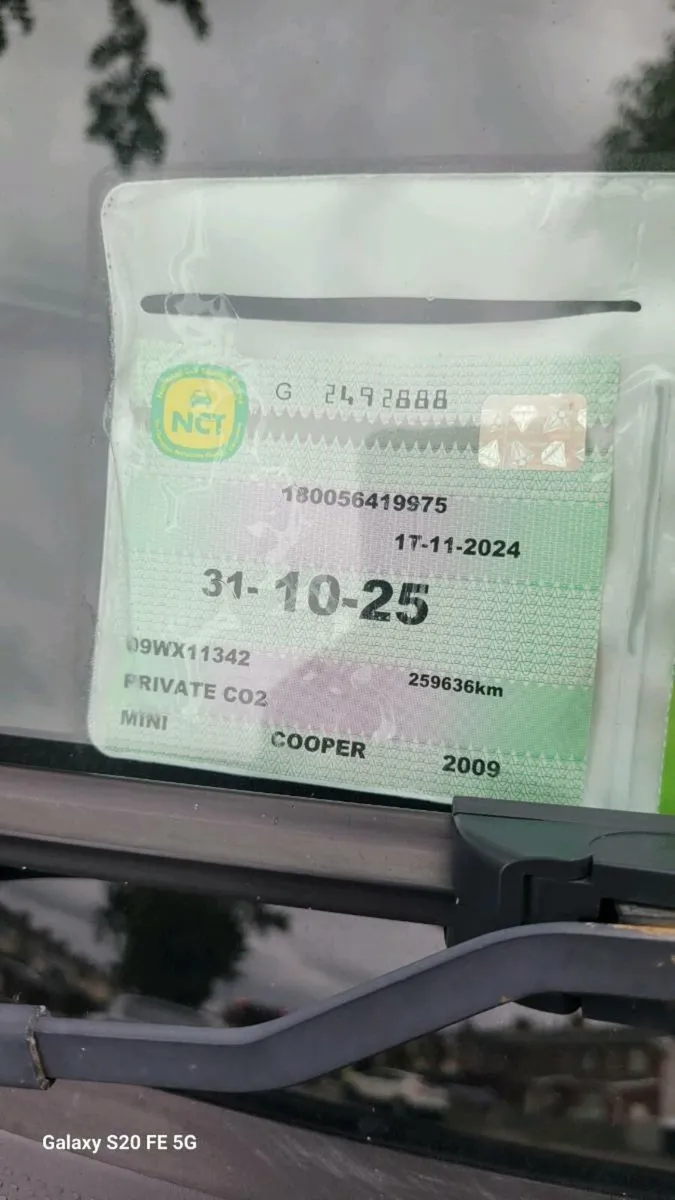 NCT
G 2492888
180056419975
17-11-2024
31-10-25
09WX11342
259636km
PRIVATE CO2
MINI COOPER 2009
Galaxy S20 FE 5G